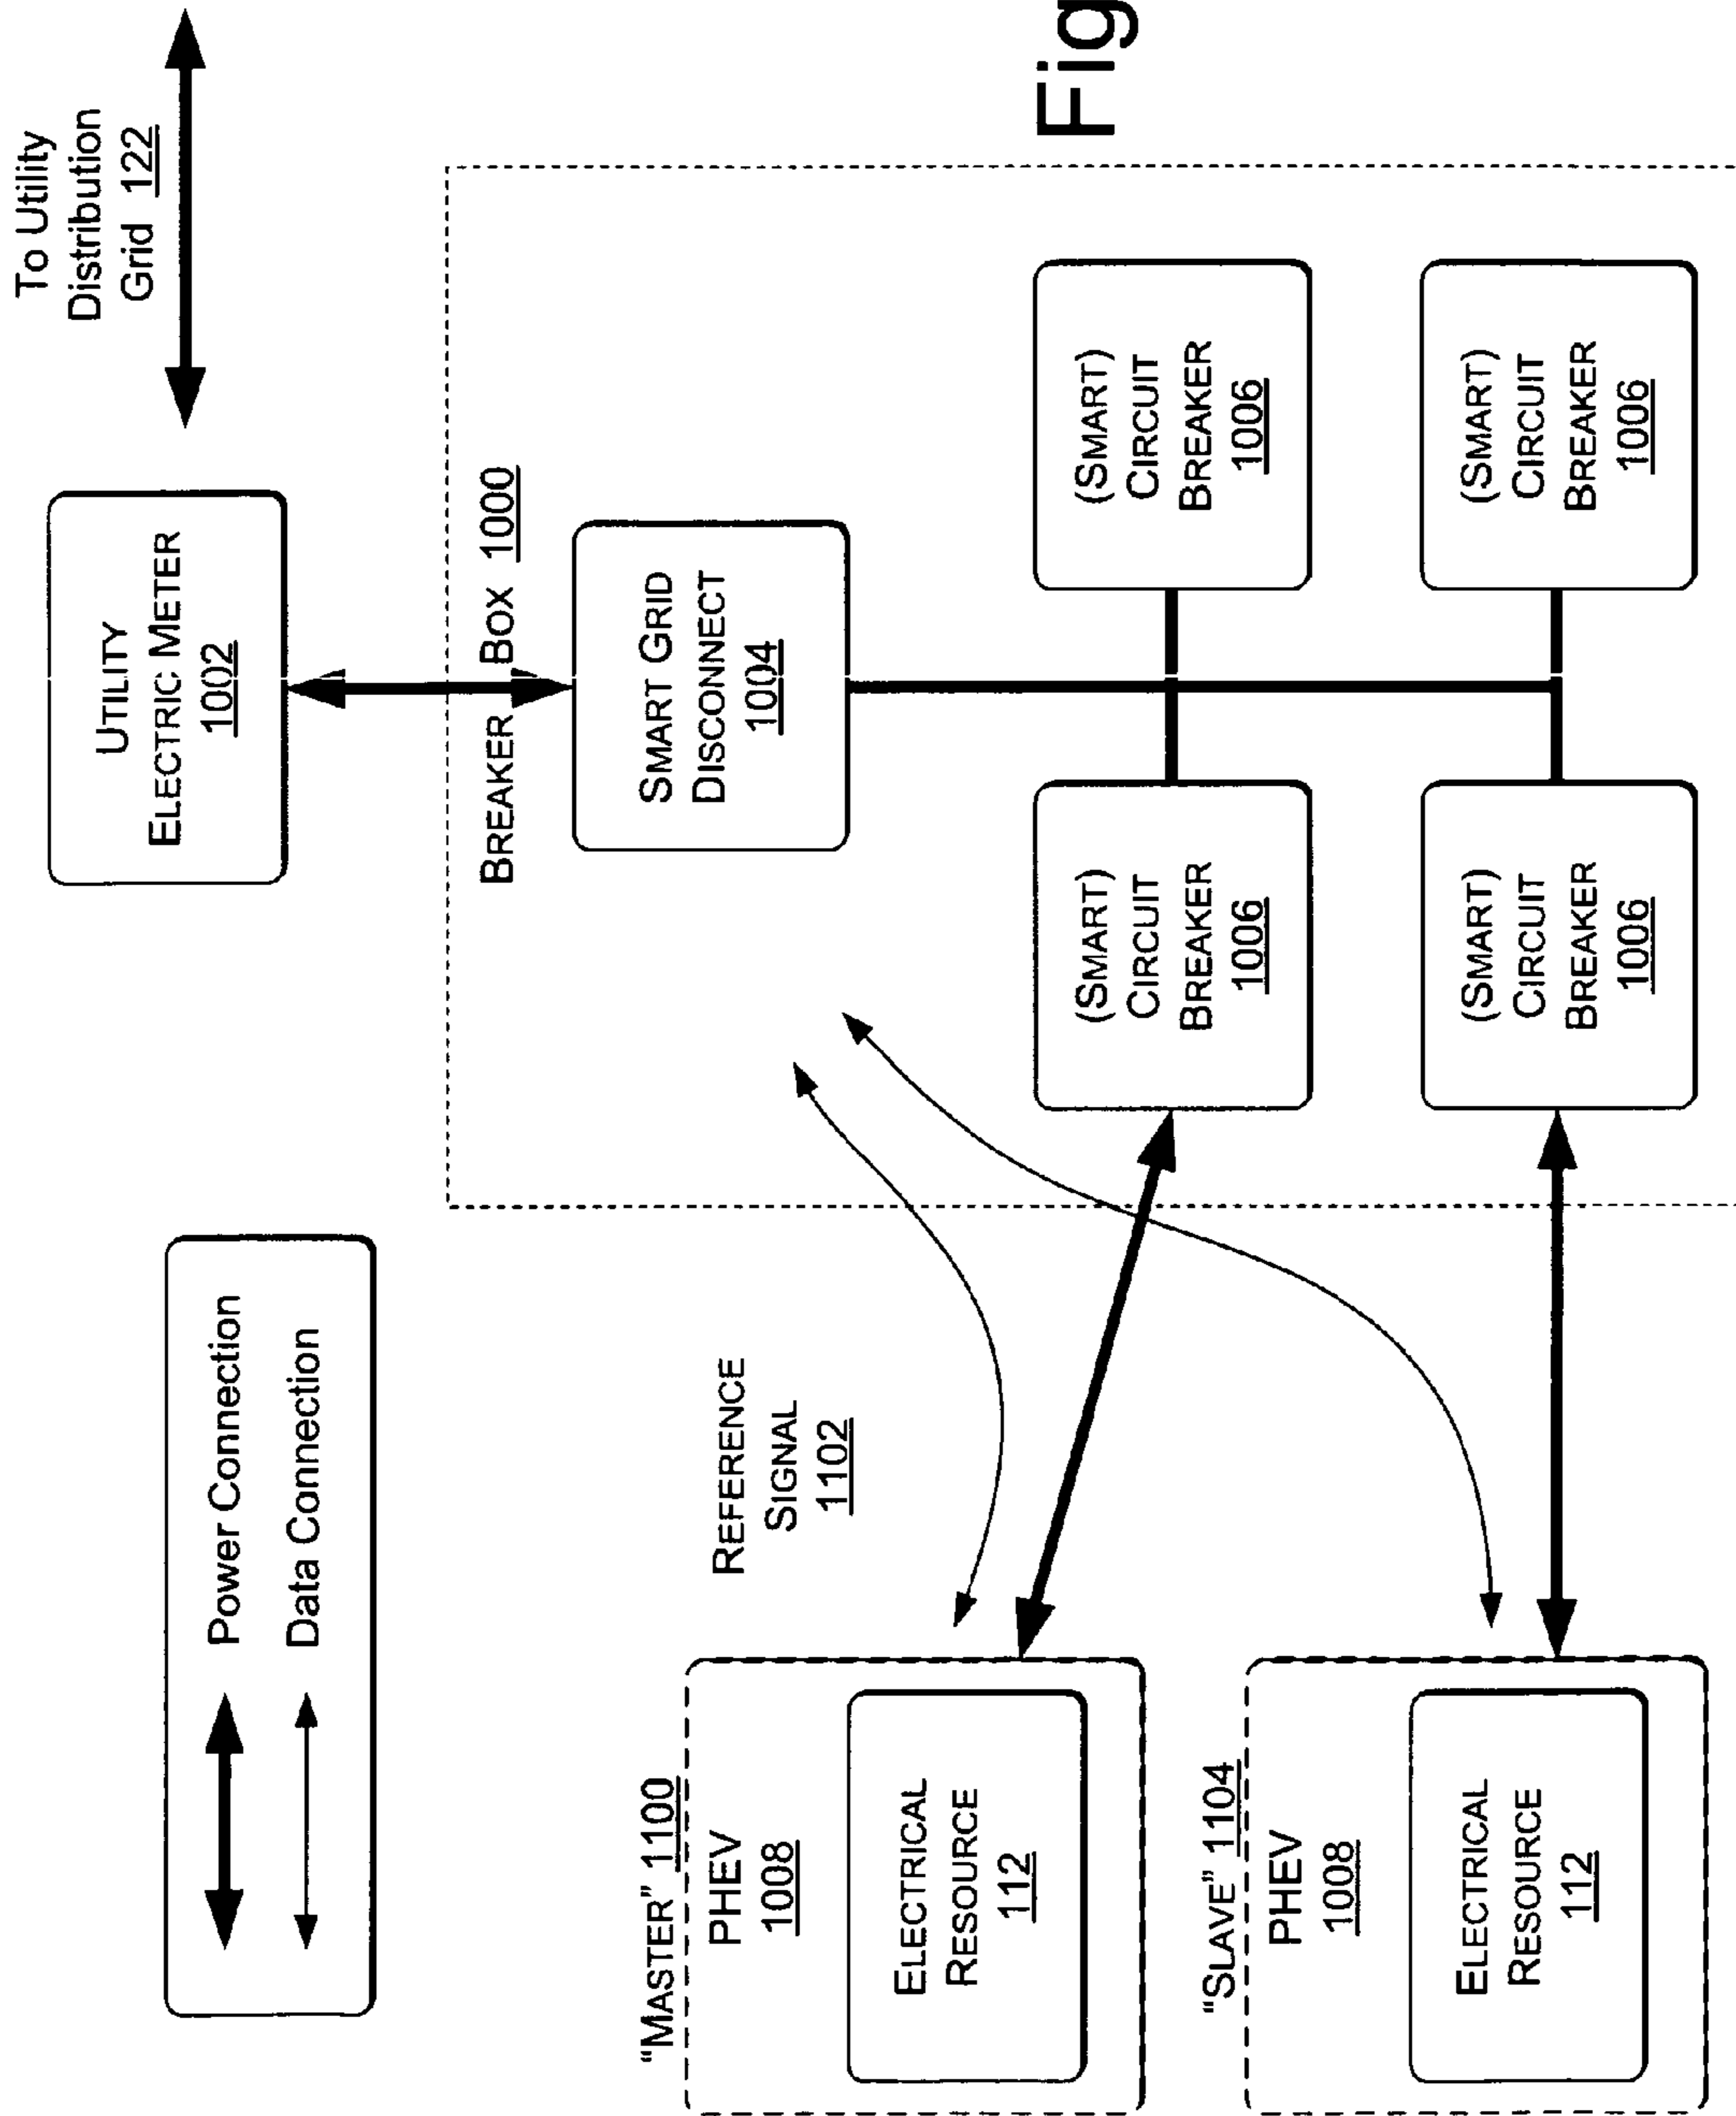 Power Connection
Data Connection
To Utility
Distribution
Grid 122
UTILITY
ELECTRIC METER
1002
BREAKER BOX 1000
SMART GRID
DISCONNECT
1004
REFERENCE
SIGNAL
1102
"MASTER" 1100
PHEV
1008
ELECTRICAL
RESOURCE
112
(SMART)
CIRCUIT
BREAKER
1006
(SMART)
CIRCUIT
BREAKER
1006
"SLAVE" 1104
PHEV
1008
ELECTRICAL
RESOURCE
112
(SMART)
CIRCUIT
BREAKER
1006
(SMART)
CIRCUIT
BREAKER
1006
Fig